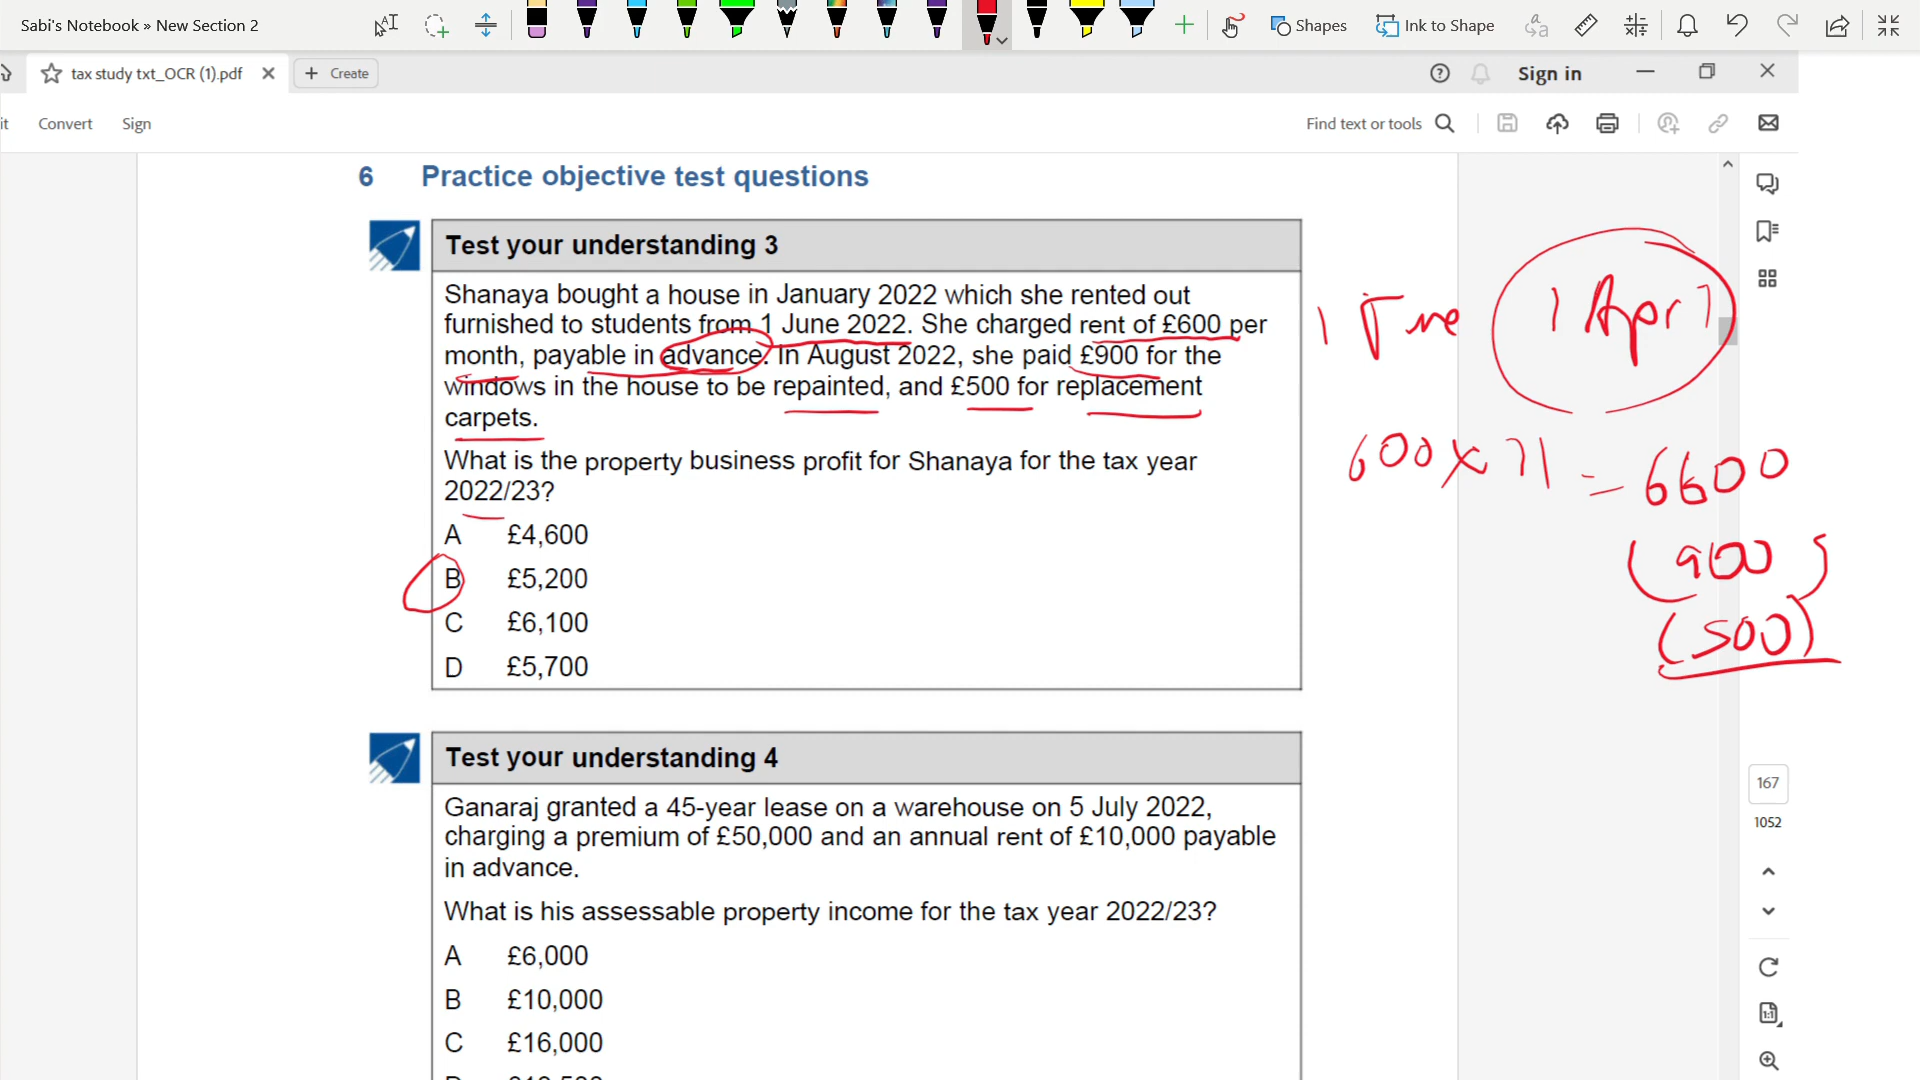 Sabi's Notebook » New Section 2
Shapes
Ink to Shape
tax study txt_OCR (1).pdf
Create
Sign in
it
Convert
Sign
Find text or tools
6 Practice objective test questions
Test your understanding 3
Shanaya bought a house in January 2022 which she rented out
furnished to students from 1 June 2022. She charged rent of £600 per
month, payable in advance. In August 2022, she paid £900 for the
windows in the house to be repainted, and £500 for replacement
carpets.
What is the property business profit for Shanaya for the tax year
2022/23?
A £4,600
B £5,200
C £6,100
D £5,700
1 June
1 Apr
600 x 11 = 6600
(900)
(500)
Test your understanding 4
Ganaraj granted a 45-year lease on a warehouse on 5 July 2022,
charging a premium of £50,000 and an annual rent of £10,000 payable
in advance.
What is his assessable property income for the tax year 2022/23?
A £6,000
B £10,000
C £16,000
167
1052
1:1